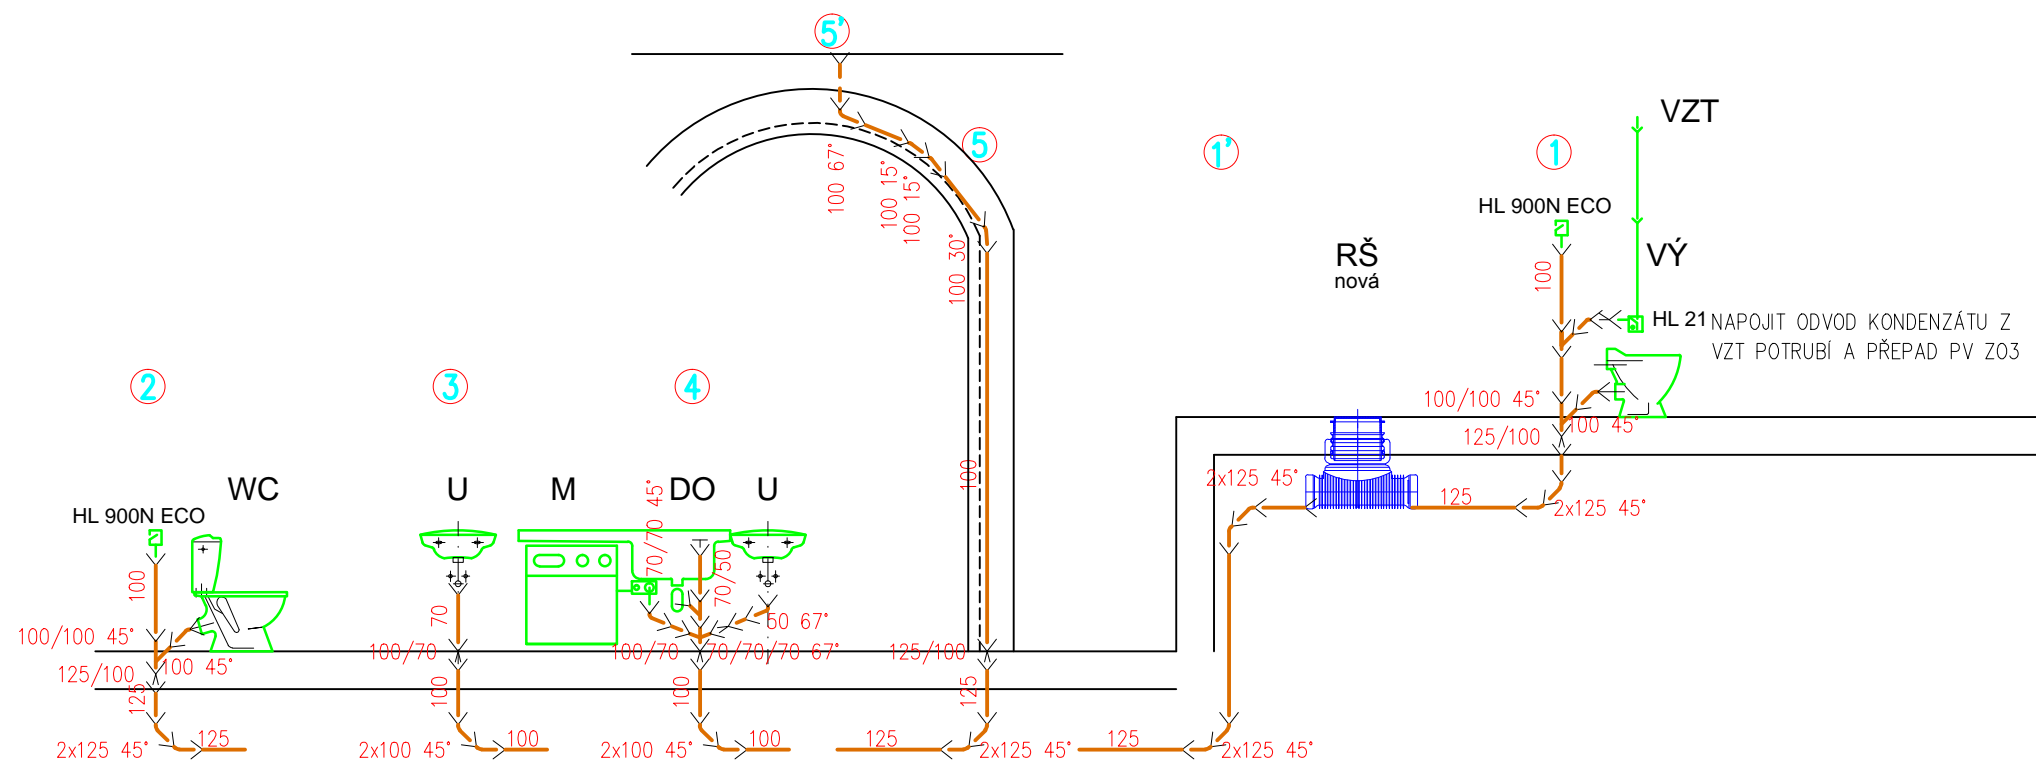 5'
5
1'
1
VZT
HL 900N ECO
RŠ
nová
VÝ
HL 21
NAPOJIT ODVOD KONDENZÁTU Z
VZT POTRUBÍ A PŘEPAD PV ZO3
100 67°
100 15°
100 15°
100 30°
100
100
100/100 45°
100 45°
125/100
2x125 45°
125
2x125 45°
2
3
4
WC
U
M
DO
U
HL 900N ECO
100
70
70/70 45°
70/50
50 67°
100/100 45°
100 45°
125/100
125
100/70
100
100/70
70/70/70 67°
100
125/100
125
2x125 45°
125
2x100 45°
100
2x100 45°
100
125
2x125 45°
125
2x125 45°